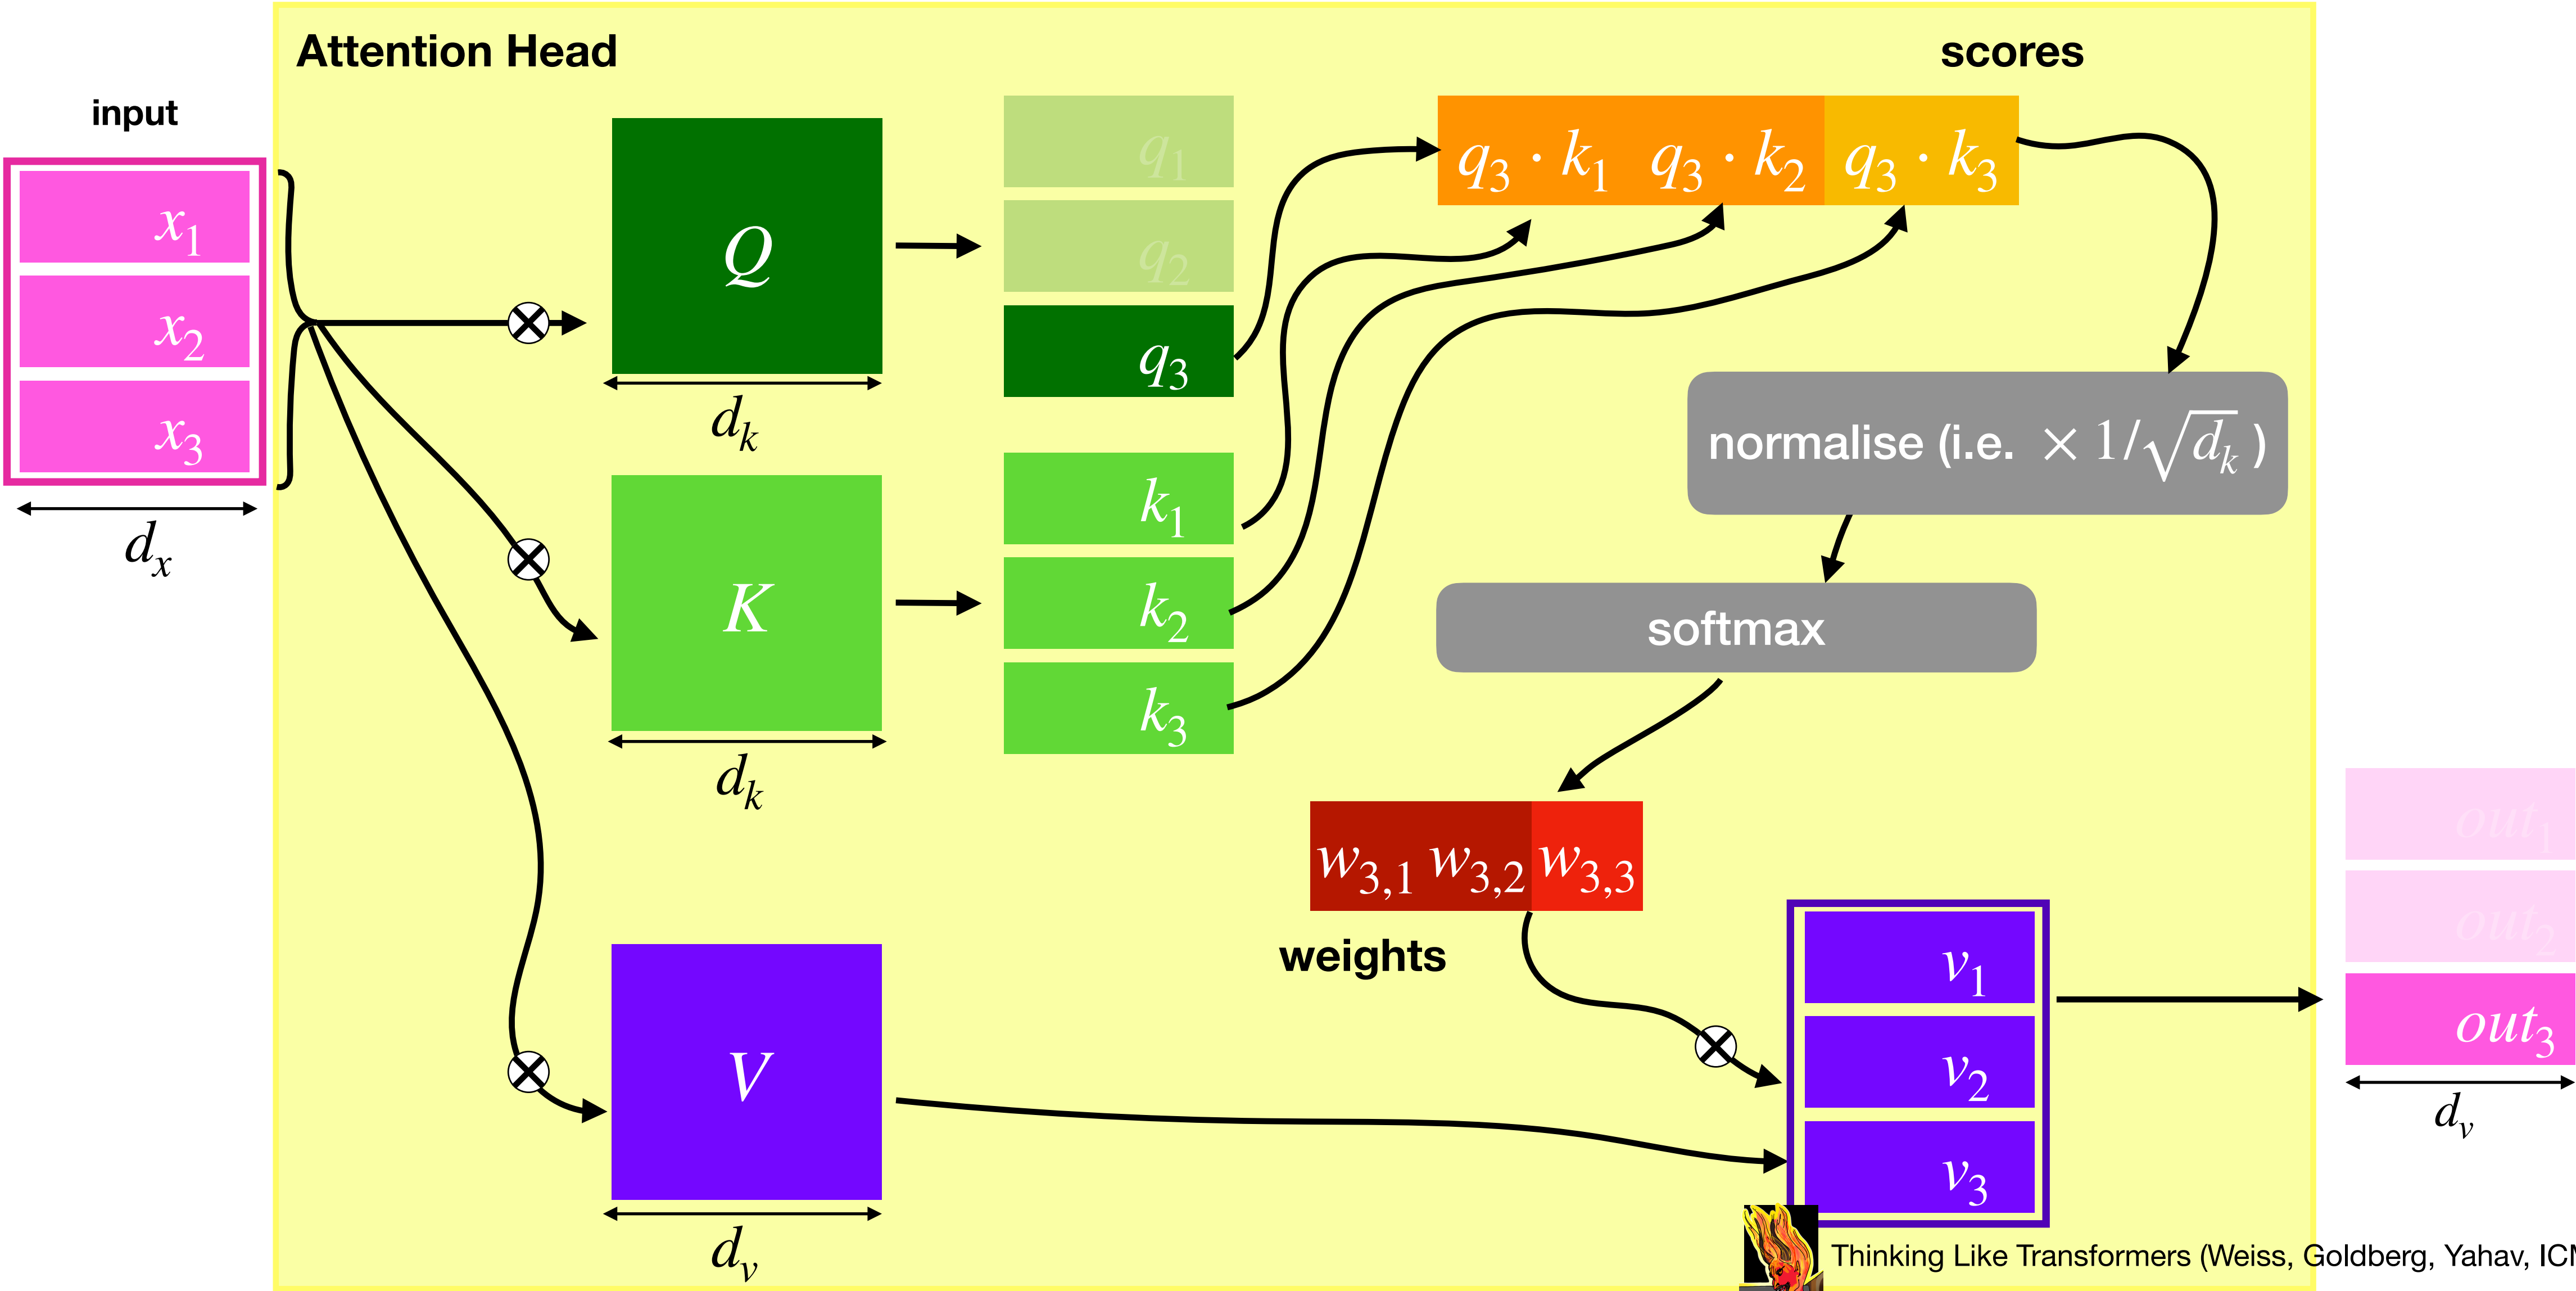 Attention Head
scores
input
x₁
x₂
x₃
dₓ
Q
dₖ
K
dₖ
V
dᵥ
q₁
q₂
q₃
k₁
k₂
k₃
q₃ · k₁ q₃ · k₂ q₃ · k₃
normalise (i.e. × 1/√dₖ )
softmax
w₃,₁ w₃,₂ w₃,₃
weights
v₁
v₂
v₃
out₁
out₂
out₃
dᵥ
Thinking Like Transformers (Weiss, Goldberg, Yahav,